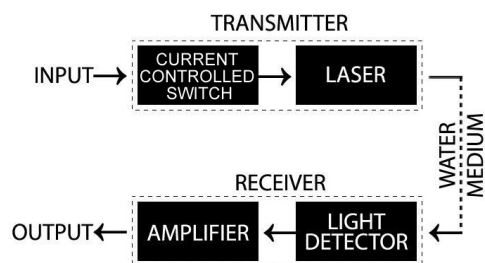 TRANSMITTER
INPUT
CURRENT
CONTROLLED
SWITCH
LASER
WATER
MEDIUM
RECEIVER
OUTPUT
AMPLIFIER
LIGHT
DETECTOR